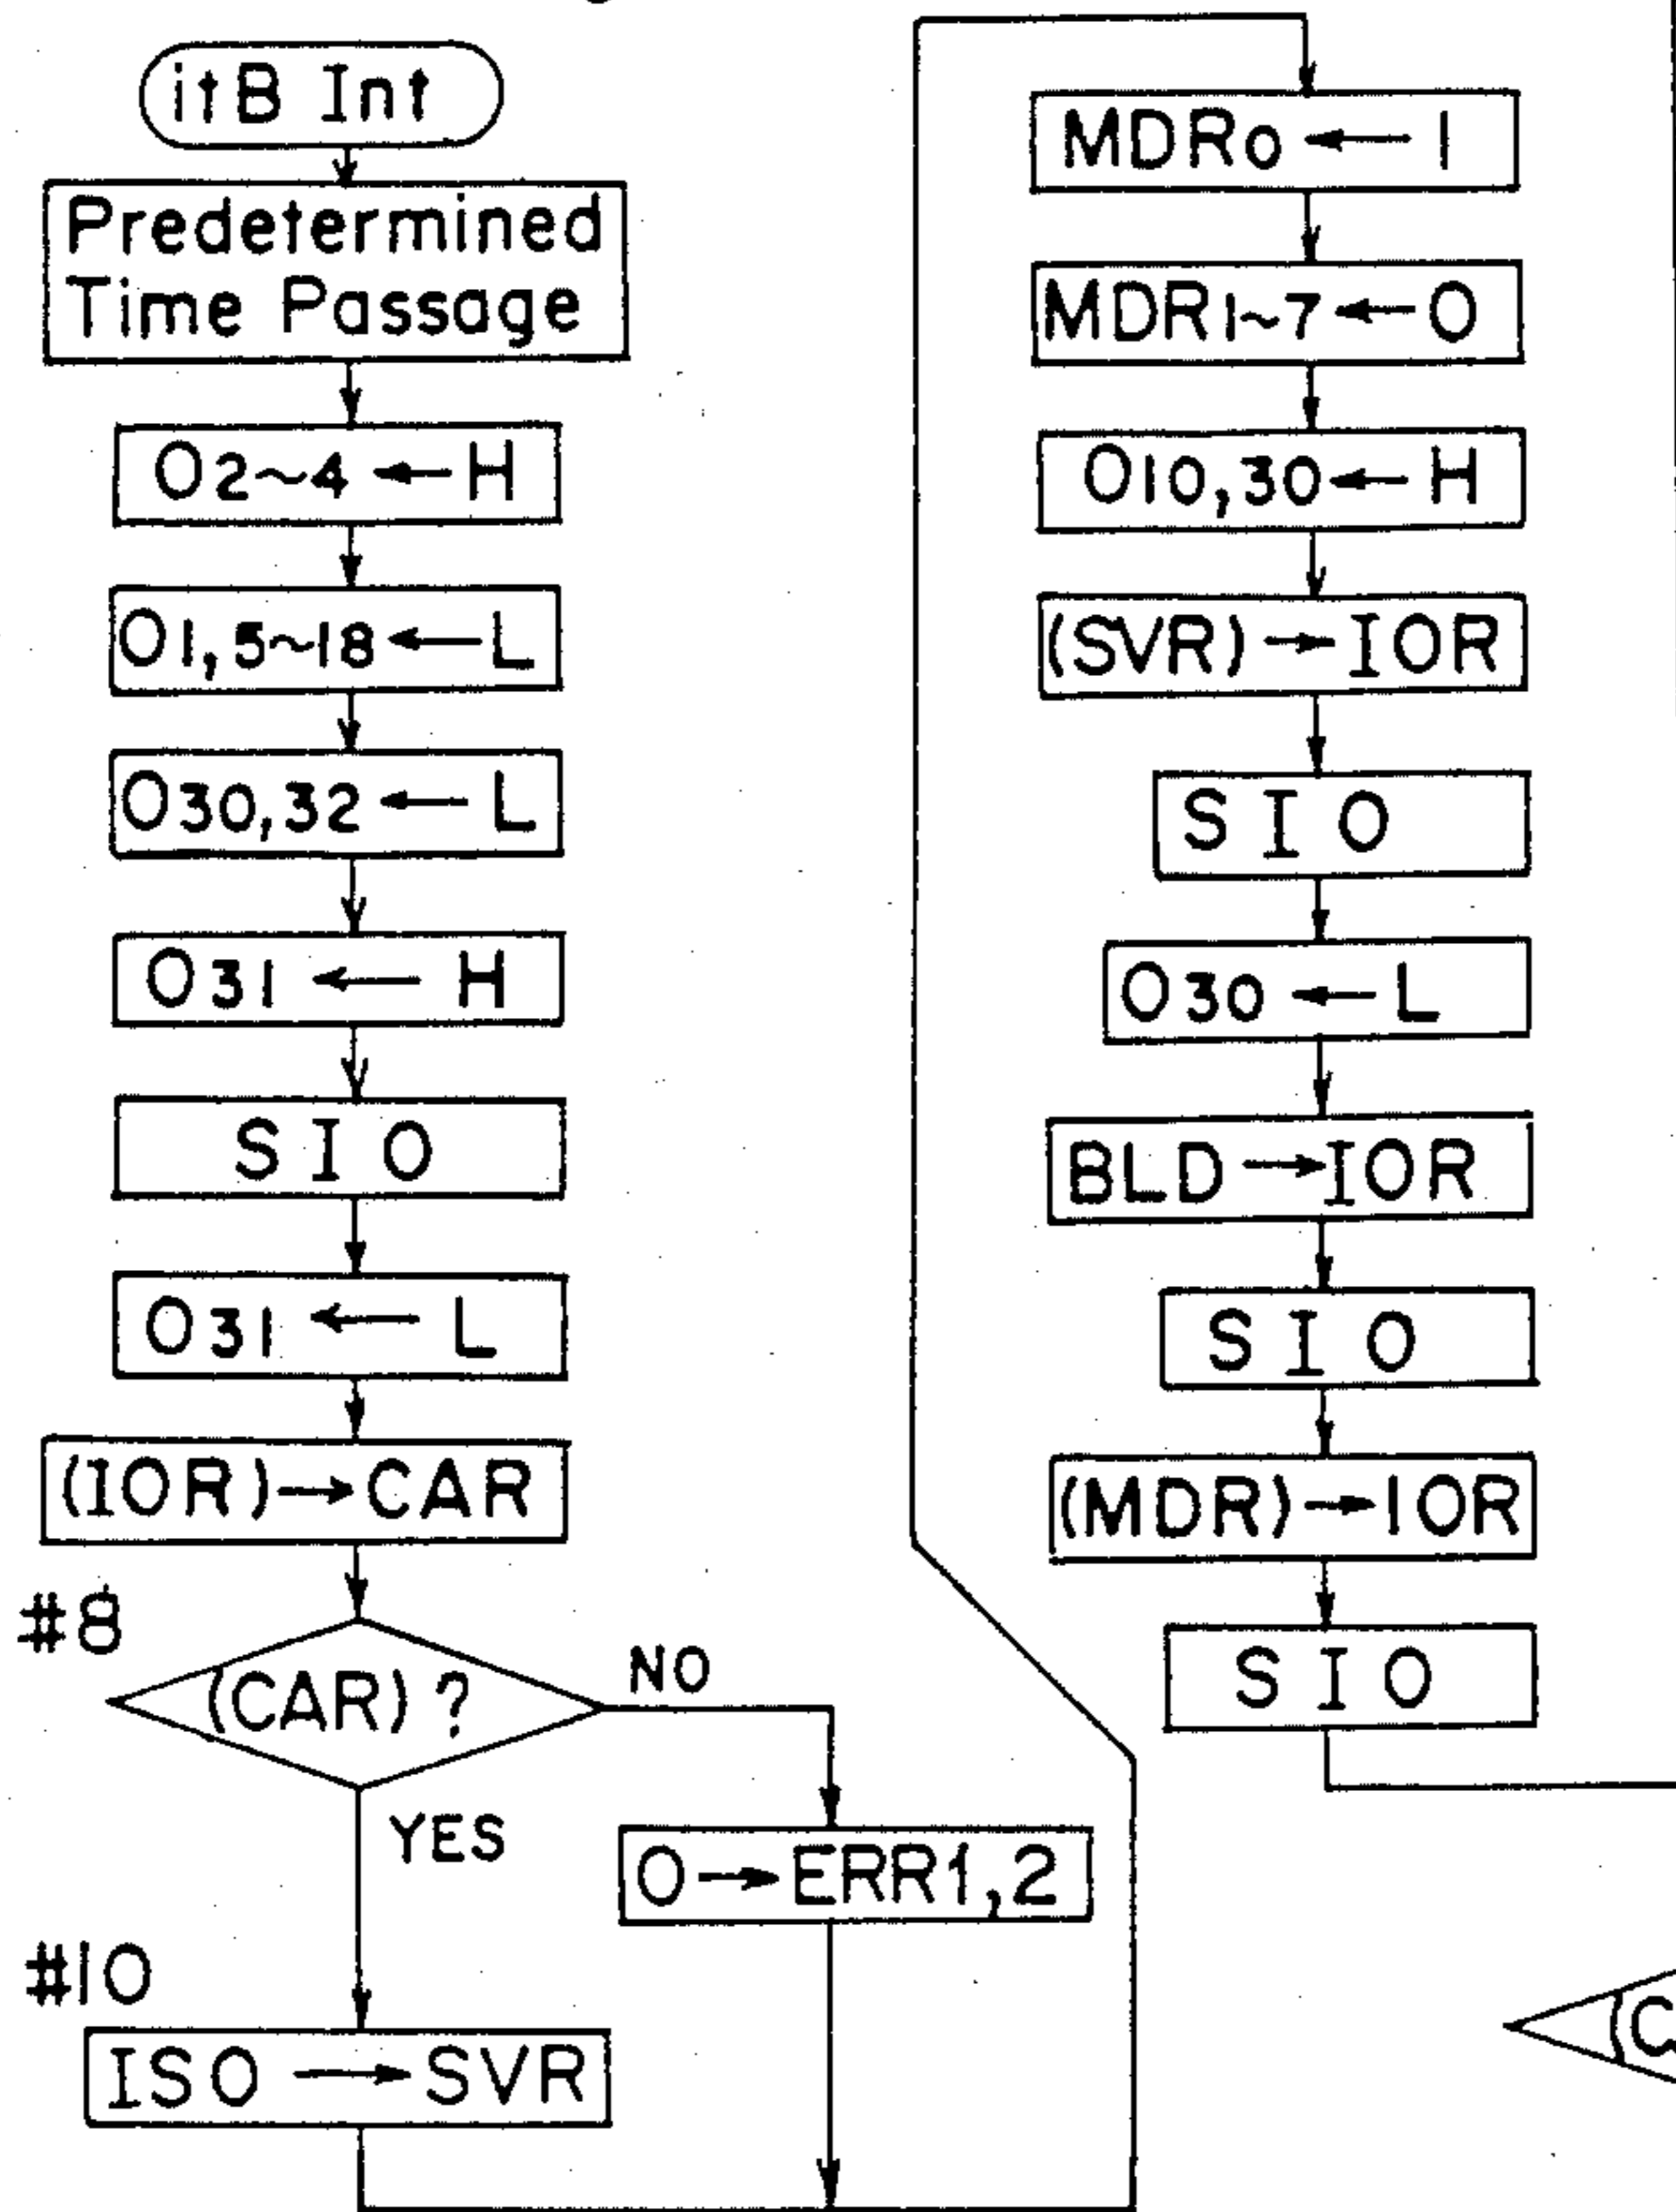 itB Int
Predetermined
Time Passage
O2~4 ← H
O1,5~18 ← L
O30,32 ← L
O31 ← H
SIO
O31 ← L
(IOR) → CAR
#8
(CAR)?
NO
YES
O → ERR1,2
#10
ISO → SVR
MDR0 ← 1
MDR1~7 ← O
O10,30 ← H
(SVR) → IOR
SIO
O30 ← L
BLD → IOR
SIO
(MDR) → IOR
SIO